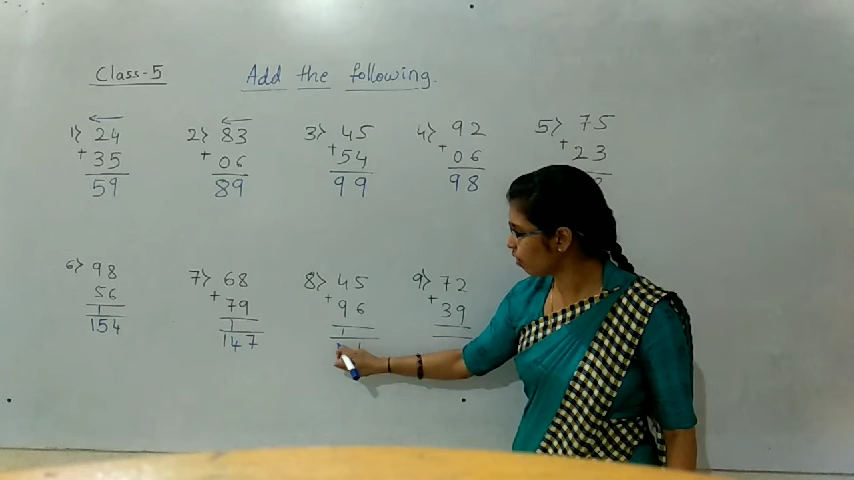 Class-5 Add the following.
1) 24 2) 83 3) 45 4) 92 5) 75
+35 +06 +54 +06 +23
59 89 99 98
6) 98 7) 68 8) 45 9) 72
56 +79 +96 +39
1 1 1
154 147 1